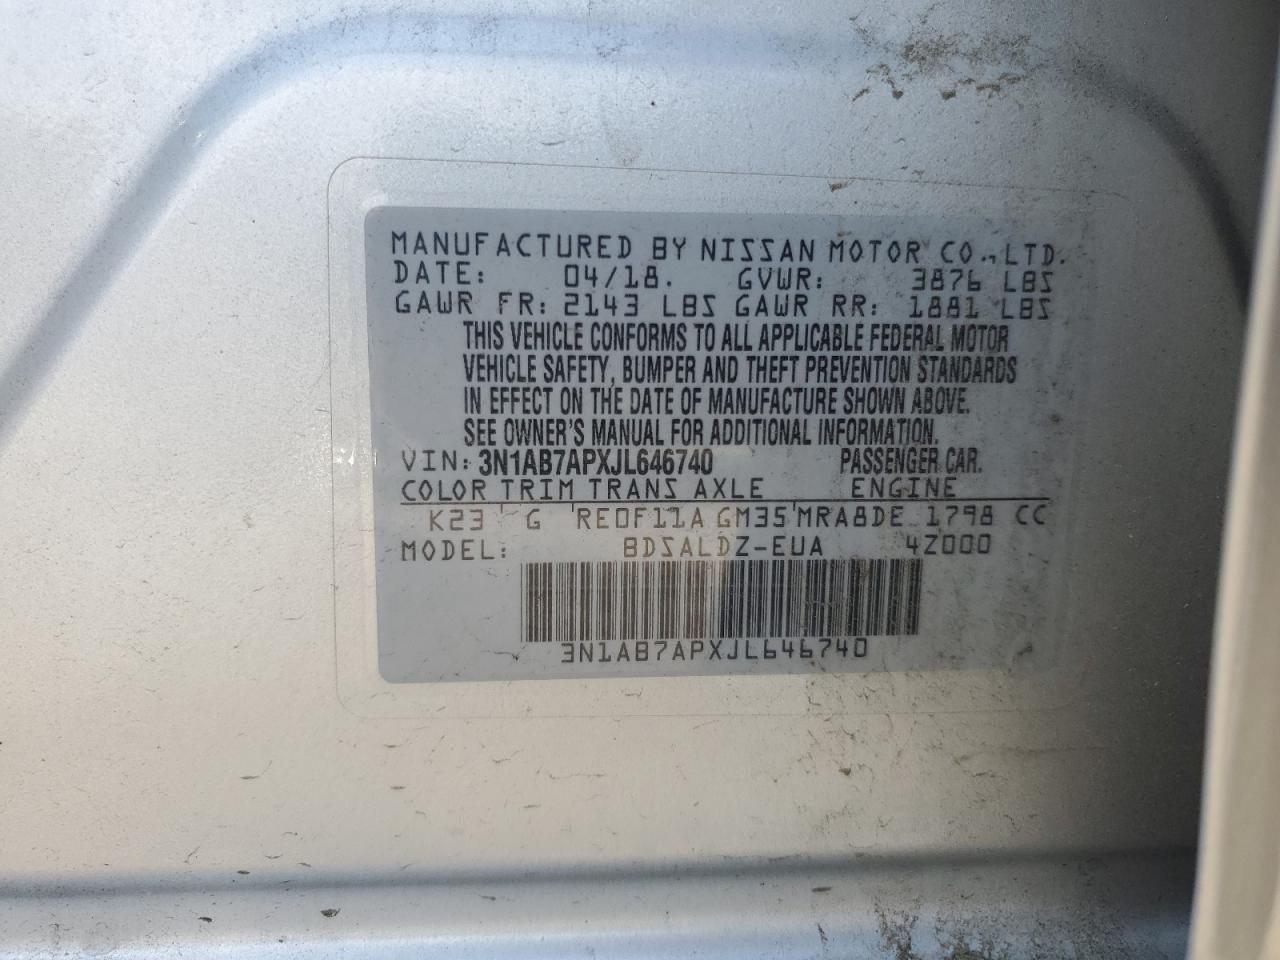 MANUFACTURED BY NISSAN MOTOR CO.,LTD.
DATE: 04/18. GVWR: 3876 LBS
GAWR FR: 2143 LBS GAWR RR: 1881 LBS
THIS VEHICLE CONFORMS TO ALL APPLICABLE FEDERAL MOTOR
VEHICLE SAFETY, BUMPER AND THEFT PREVENTION STANDARDS
IN EFFECT ON THE DATE OF MANUFACTURE SHOWN ABOVE.
SEE OWNER'S MANUAL FOR ADDITIONAL INFORMATION.
VIN: 3N1AB7APXJL646740 PASSENGER CAR.
COLOR TRIM TRANS AXLE ENGINE
K23 G RE0F11A GM35 MRA8DE 1798 CC
MODEL: BDSALDZ-EUA 4Z000
3N1AB7APXJL646740